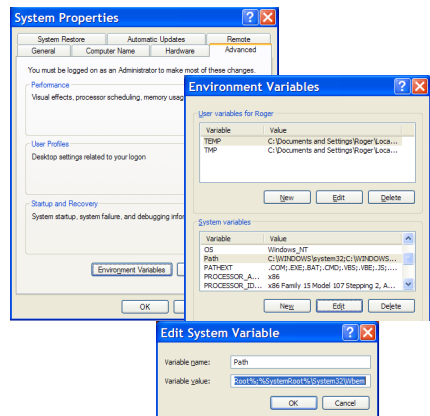 System Properties
System Restore Automatic Updates Remote
General Computer Name Hardware Advanced
You must be logged on as an Administrator to make most of these changes.
Performance
Visual effects, processor scheduling, memory usag
User Profiles
Desktop settings related to your logon
Startup and Recovery
System startup, system failure, and debugging infor
Environment Variables
OK
Environment Variables
User variables for Roger
Variable Value
TEMP C:\Documents and Settings\Roger\Loca...
TMP C:\Documents and Settings\Roger\Loca...
New Edit Delete
System variables
Variable Value
OS Windows_NT
Path C:\WINDOWS\system32;C:\WINDOWS...
PATHEXT .COM;.EXE;.BAT;.CMD;.VBS;.VBE;.JS;....
PROCESSOR_A... x86
PROCESSOR_ID... x86 Family 15 Model 107 Stepping 2, A...
New Edit Delete
Edit System Variable
Variable name: Path
Variable value: Root%;%SystemRoot%\System32\Wbem
OK Cancel